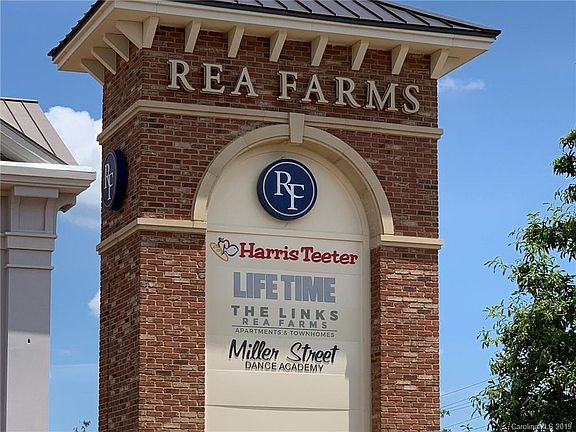 REA FARMS
RF
RF
Harris Teeter
LIFE TIME
THE LINKS
REA FARMS
APARTMENTS & TOWNHOMES
Miller Street
DANCE ACADEMY
CarolinaMLS 2019